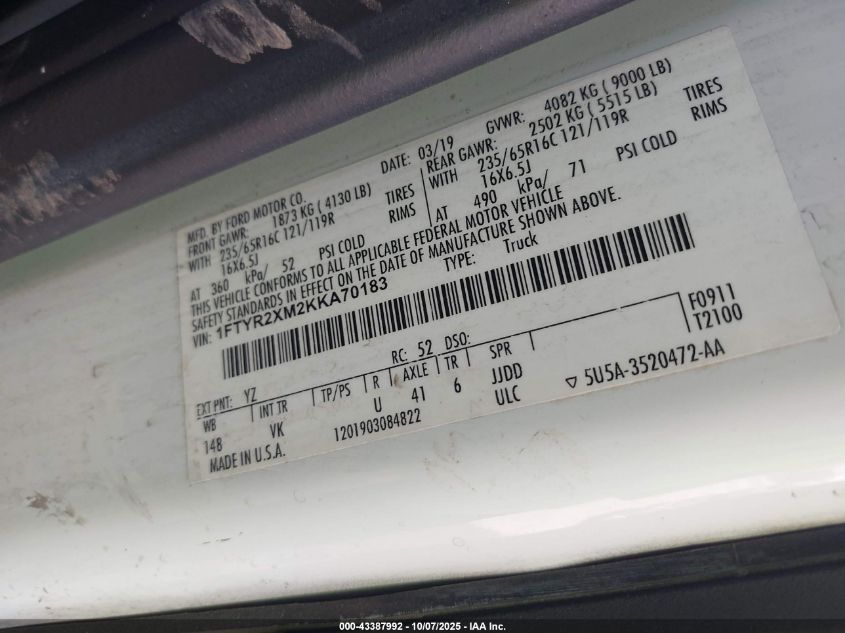 MFD. BY FORD MOTOR CO. DATE: 03/19 GVWR: 4082 KG ( 9000 LB)
FRONT GAWR: 1873 KG ( 4130 LB) REAR GAWR: 2502 KG ( 5515 LB)
WITH 235/65R16C 121/119R TIRES WITH 235/65R16C 121/119R TIRES
16X6.5J RIMS 16X6.5J RIMS
AT 360 kPa/ 52 PSI COLD AT 490 kPa/ 71 PSI COLD
THIS VEHICLE CONFORMS TO ALL APPLICABLE FEDERAL MOTOR VEHICLE
SAFETY STANDARDS IN EFFECT ON THE DATE OF MANUFACTURE SHOWN ABOVE.
VIN: 1FTYR2XM2KKA70183 TYPE: Truck
F0911
T2100
EXT PNT: YZ RC: 52 DSO:
WB INT TR TP/PS R AXLE TR SPR
148 VK U 41 6 JJDD
ULC
MADE IN U.S.A. 1201903084822
▽ 5U5A-3520472-AA
000-43387992 - 10/07/2025 - IAA Inc.